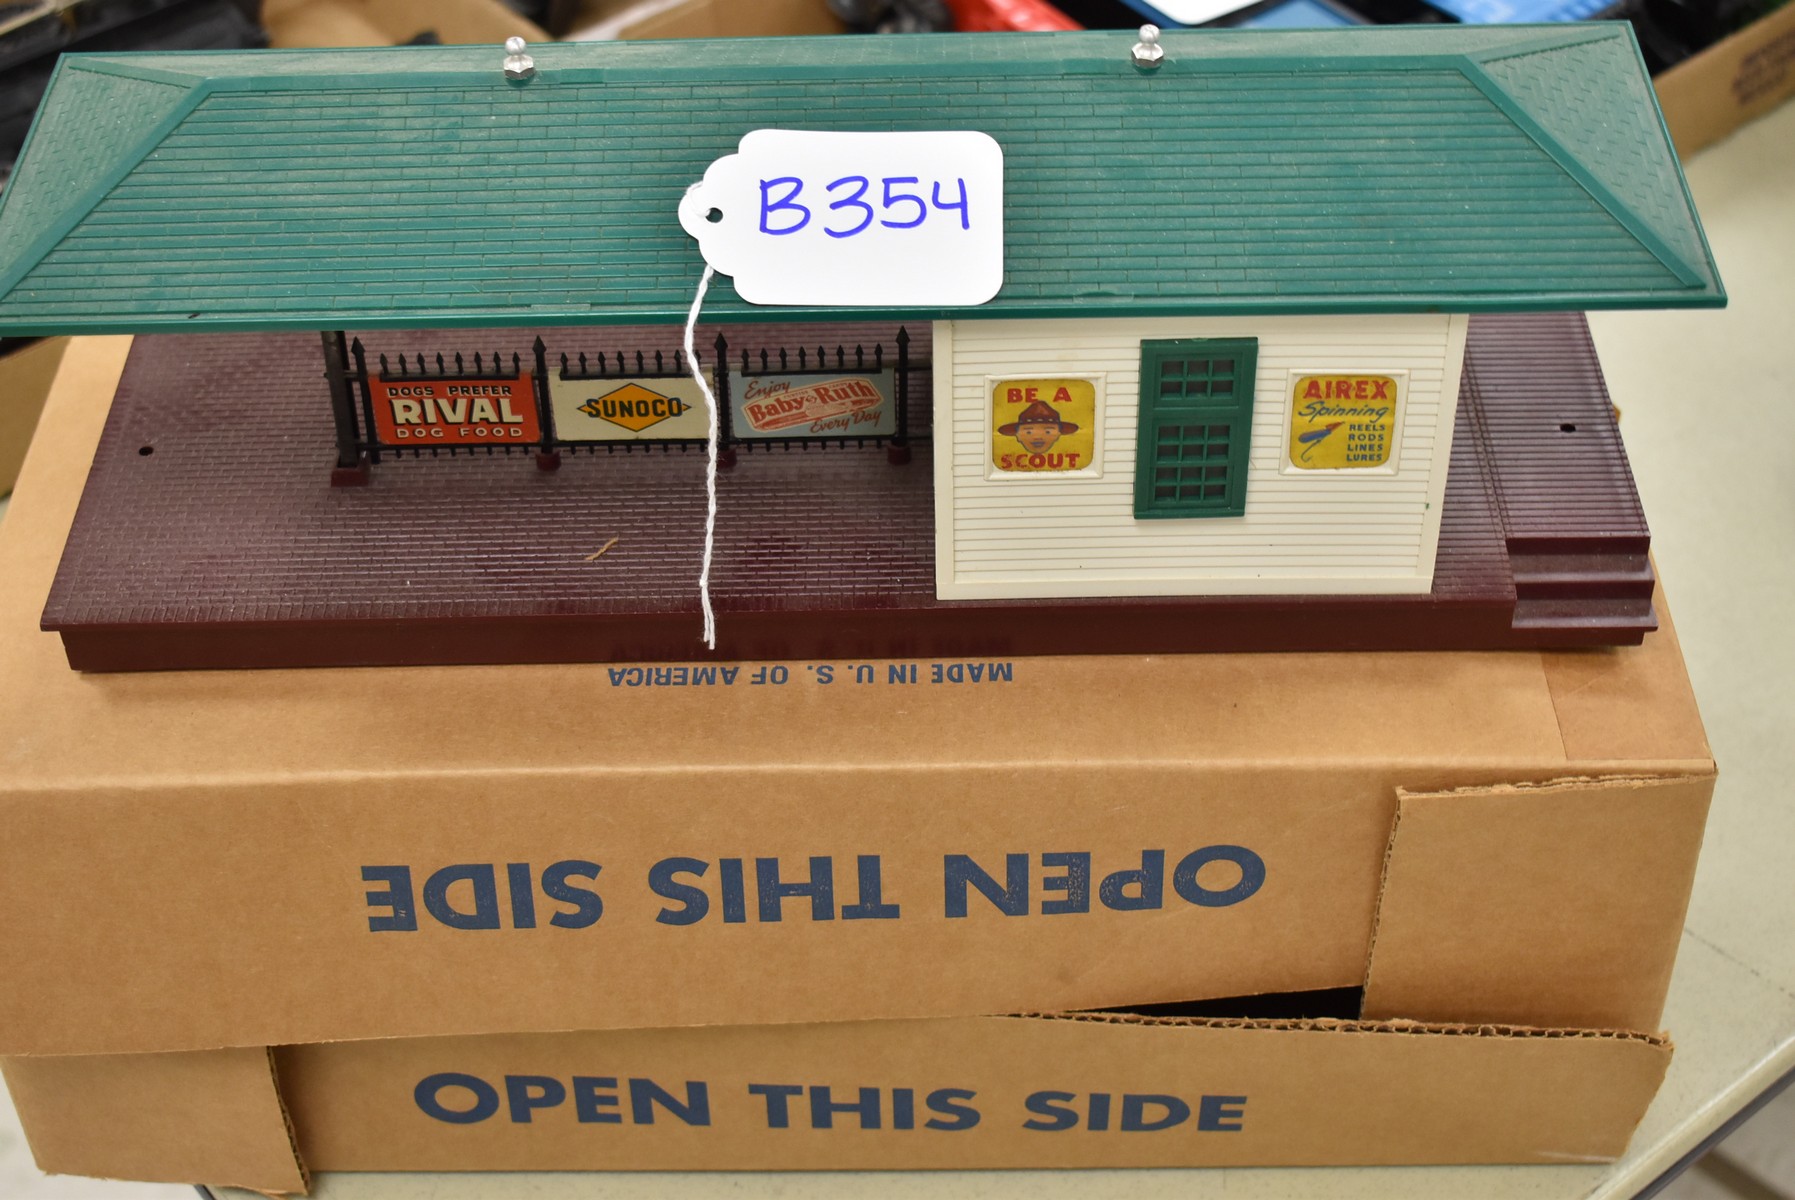 B354
DOGS PREFER
RIVAL
DOG FOOD
SUNOCO
Enjoy
Baby Ruth
Every Day
BE A
SCOUT
AIREX
Spinning
REELS
RODS
LINES
LURES
MADE IN U. S. OF AMERICA
OPEN THIS SIDE
OPEN THIS SIDE